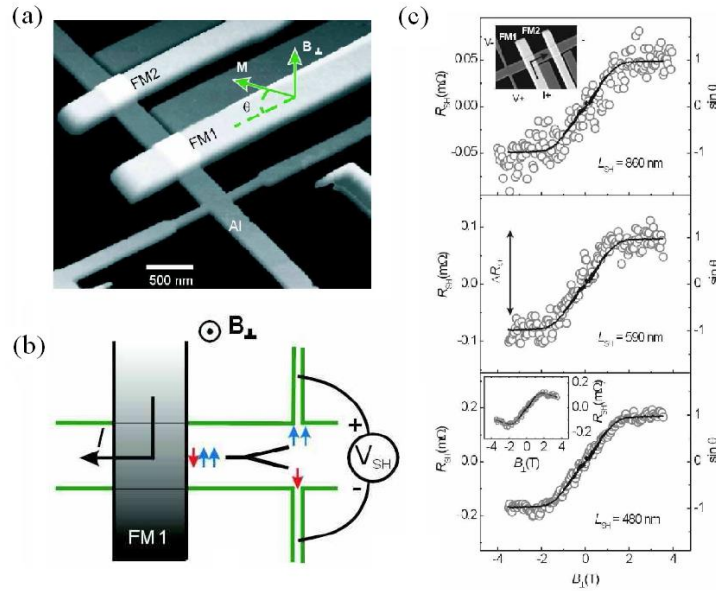 (a)
FM2
M
B⊥
θ
FM1
Al
500 nm
(b)
B⊥
I
+
V_SH
-
FM 1
(c)
FM1
FM2
V-
I-
V+
I+
R_SH(mΩ)
0.05
0.00
-0.05
1
0
-1
sin θ
L_SH = 860 nm
R_SH(mΩ)
0.1
0.0
-0.1
ΔR_SH
1
0
-1
sin θ
L_SH = 590 nm
R_SH(mΩ)
0.2
0.0
0.2
0.2
0.0
-0.2
R_SH(mΩ)
-4 -2 0 2 4
B⊥(T)
1
0
-1
sin θ
L_SH = 480 nm
-4 -2 0 2 4
B⊥(T)